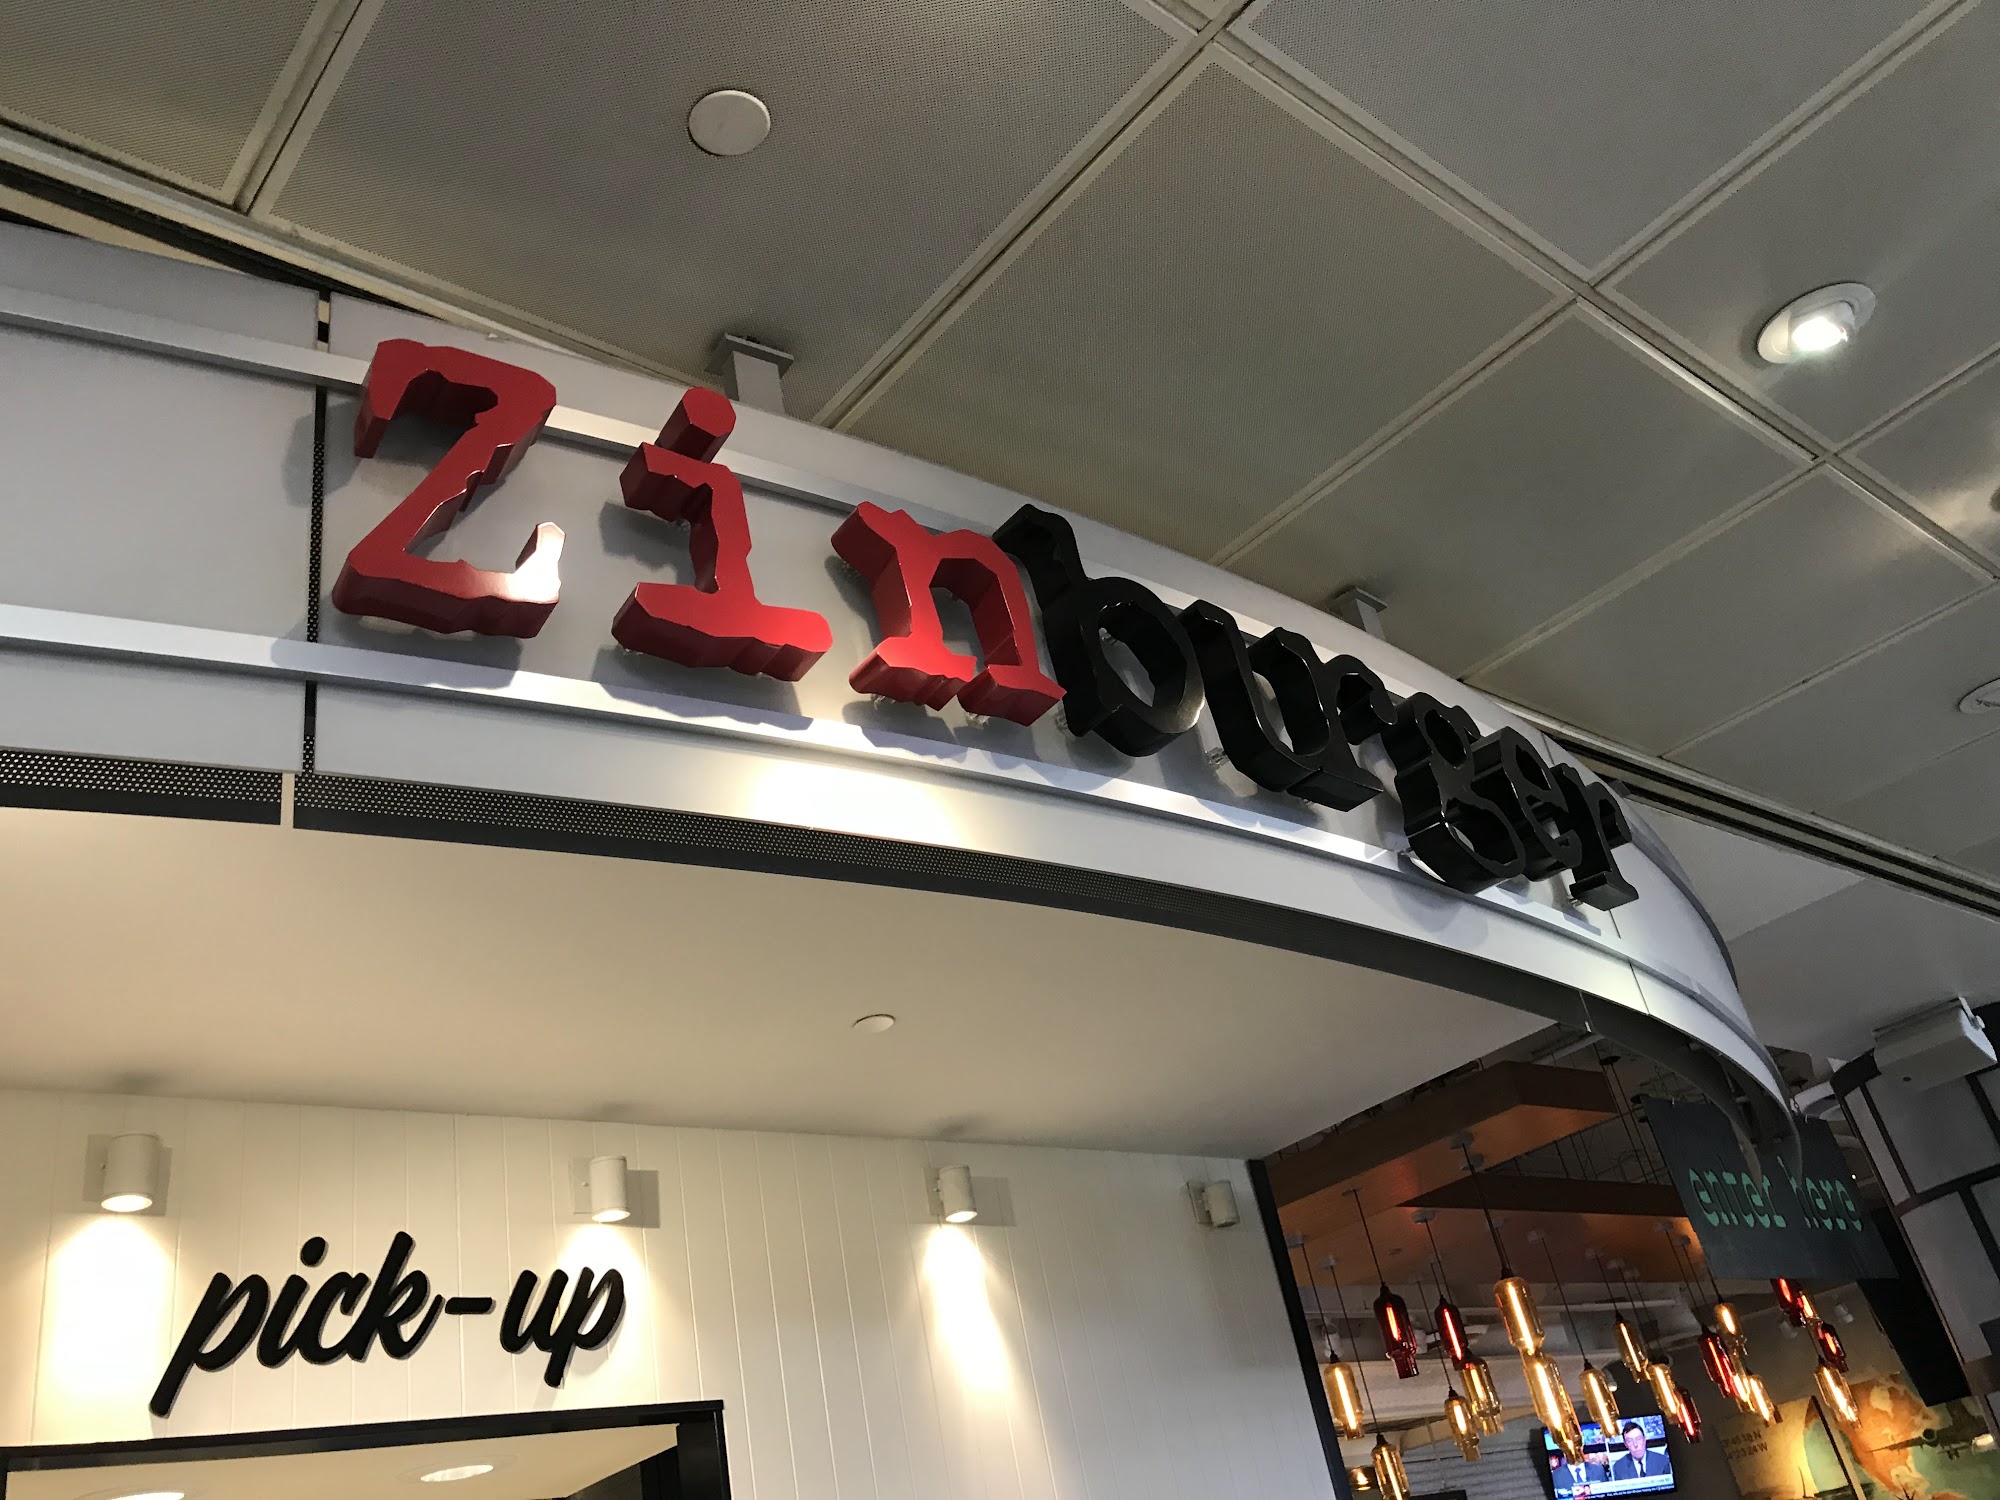 Zinburger
pick-up
enter here